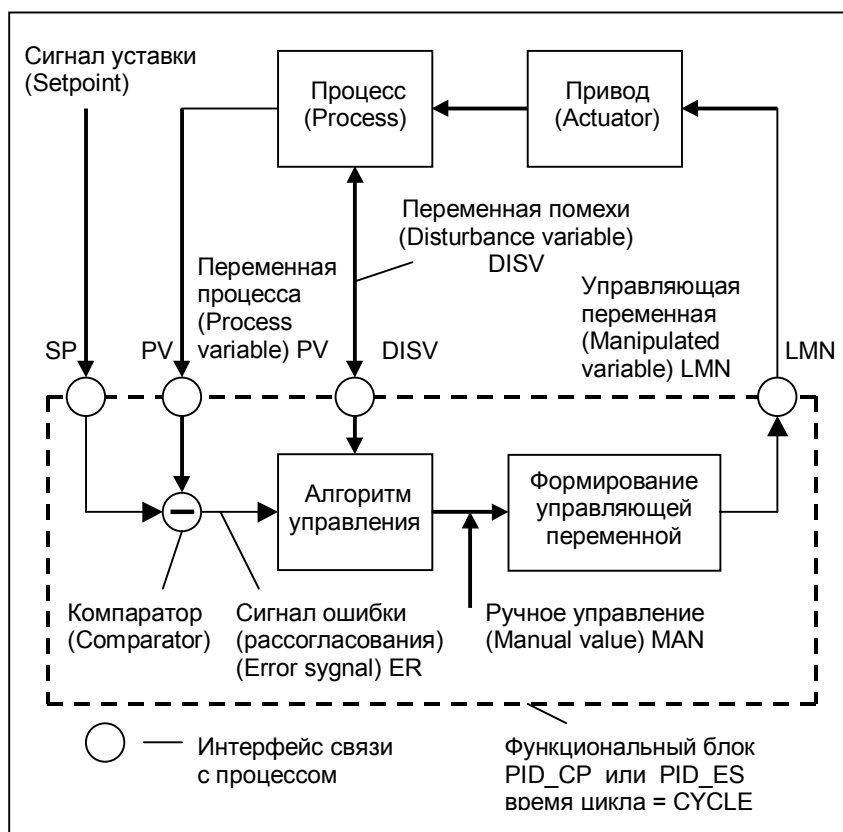 Сигнал уставки
(Setpoint)
Процесс
(Process)
Привод
(Actuator)
Переменная помехи
(Disturbance variable)
DISV
Переменная
процесса
(Process
variable) PV
Управляющая
переменная
(Manipulated
variable) LMN
SP
PV
DISV
LMN
Алгоритм
управления
Формирование
управляющей
переменной
Компаратор
(Comparator)
Сигнал ошибки
(рассогласования)
(Error sygnal) ER
Ручное управление
(Manual value) MAN
Интерфейс связи
с процессом
Функциональный блок
PID_CP или PID_ES
время цикла = CYCLE